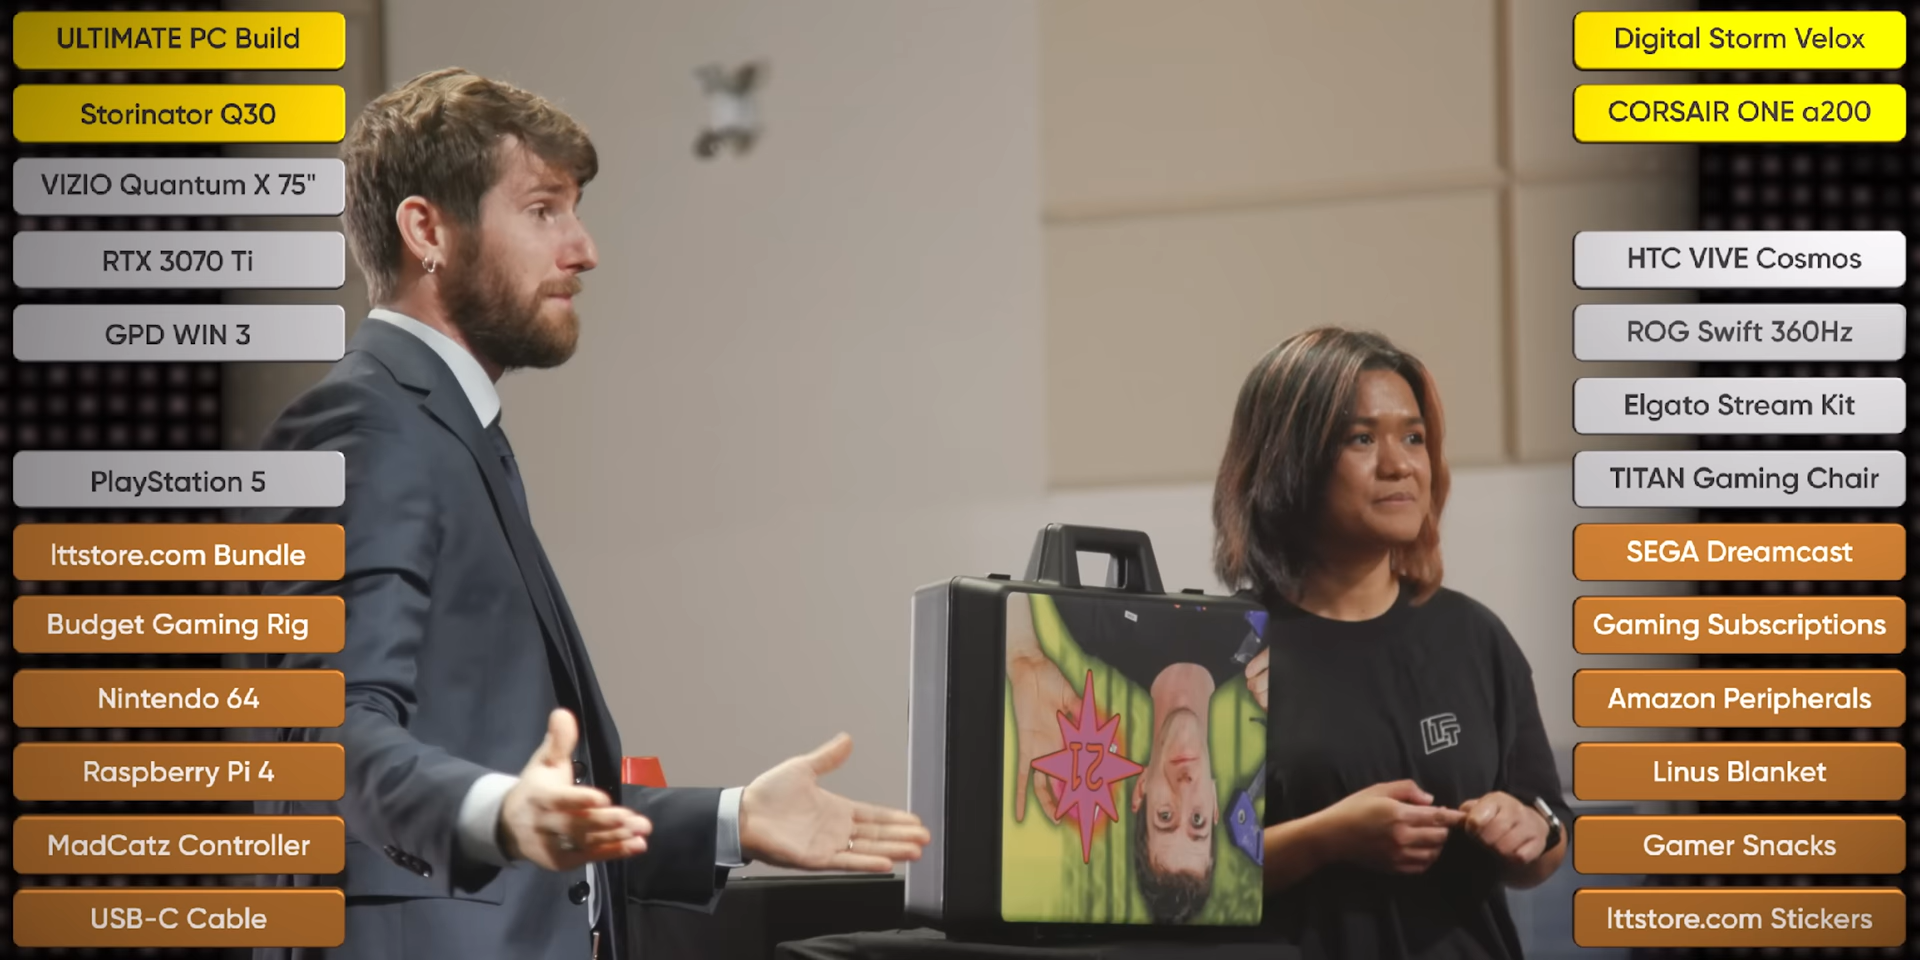 ULTIMATE PC Build
Storinator Q30
VIZIO Quantum X 75"
RTX 3070 Ti
GPD WIN 3
PlayStation 5
lttstore.com Bundle
Budget Gaming Rig
Nintendo 64
Raspberry Pi 4
MadCatz Controller
USB-C Cable
21
LTT
Digital Storm Velox
CORSAIR ONE a200
HTC VIVE Cosmos
ROG Swift 360Hz
Elgato Stream Kit
TITAN Gaming Chair
SEGA Dreamcast
Gaming Subscriptions
Amazon Peripherals
Linus Blanket
Gamer Snacks
lttstore.com Stickers